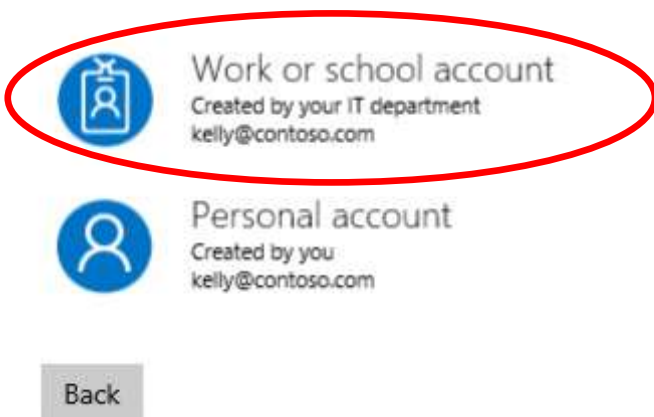 Work or school account
Created by your IT department
kelly@contoso.com
Personal account
Created by you
kelly@contoso.com
Back